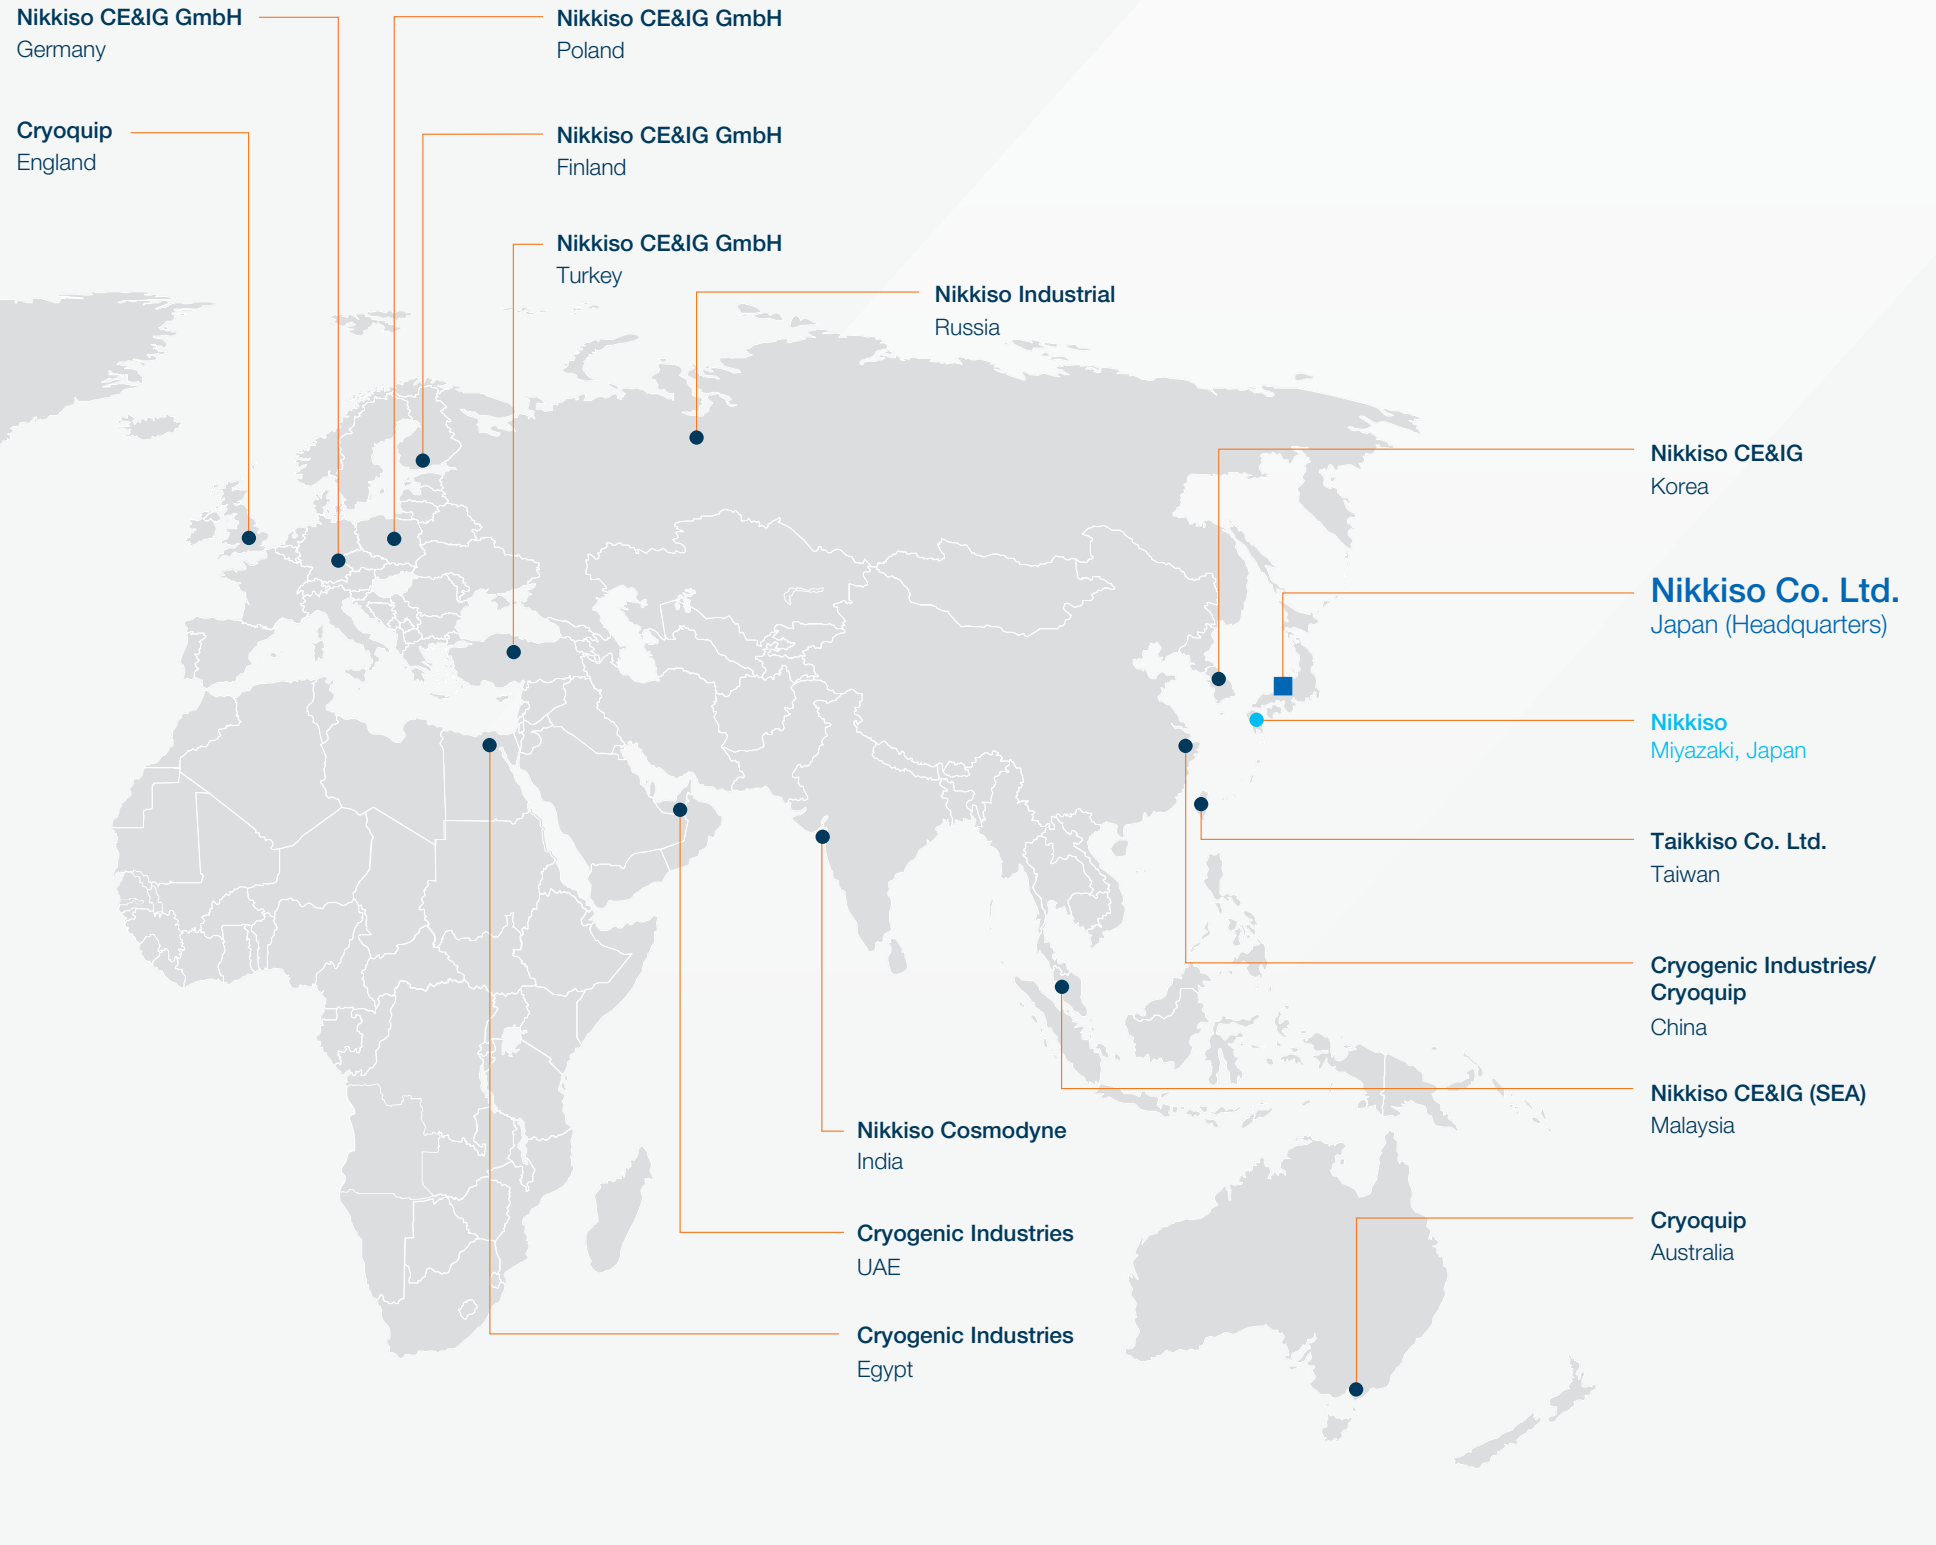 Nikkiso CE&IG GmbH
Germany
Nikkiso CE&IG GmbH
Poland
Cryoquip
England
Nikkiso CE&IG GmbH
Finland
Nikkiso CE&IG GmbH
Turkey
Nikkiso Industrial
Russia
Nikkiso CE&IG
Korea
Nikkiso Co. Ltd.
Japan (Headquarters)
Nikkiso
Miyazaki, Japan
Taikkiso Co. Ltd.
Taiwan
Cryogenic Industries/
Cryoquip
China
Nikkiso CE&IG (SEA)
Malaysia
Nikkiso Cosmodyne
India
Cryoquip
Australia
Cryogenic Industries
UAE
Cryogenic Industries
Egypt